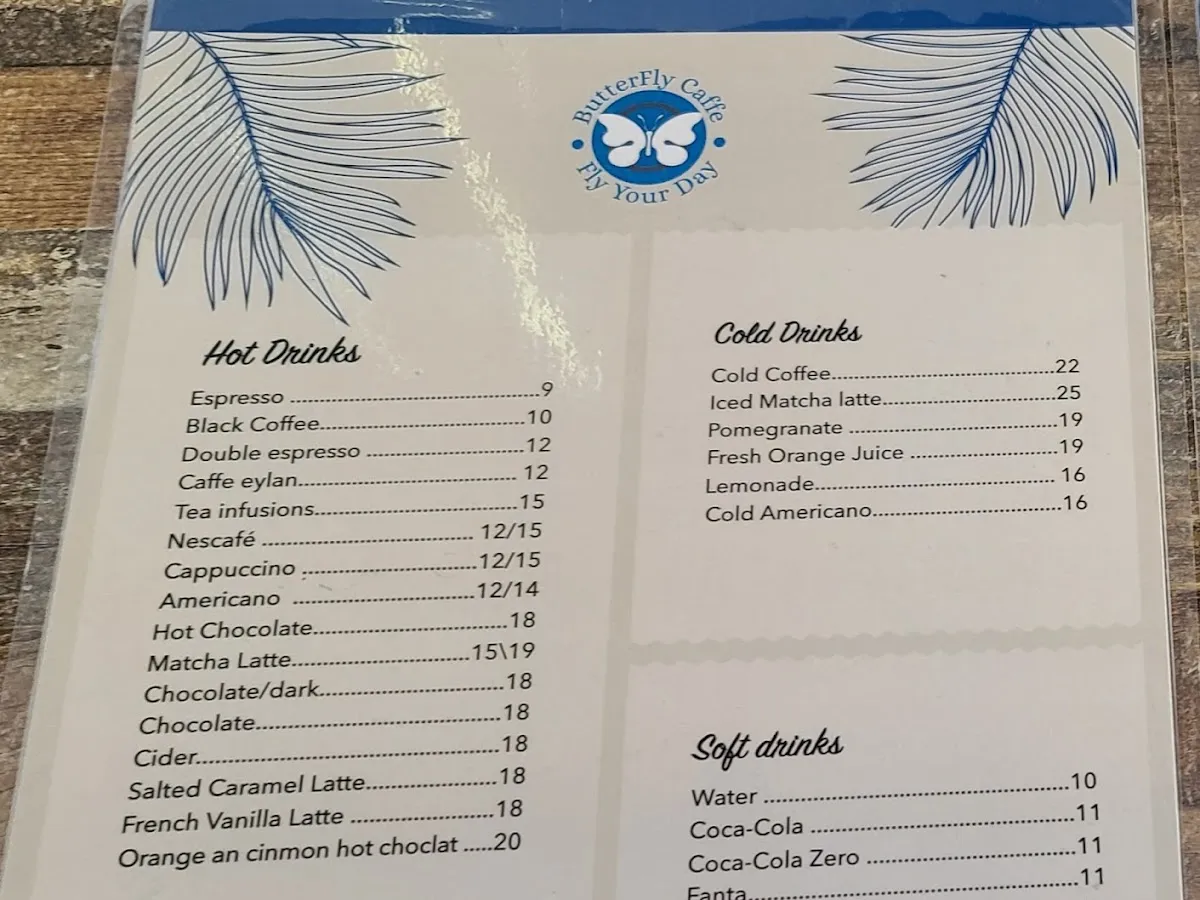 ButterFly Caffe
Fly Your Day
Hot Drinks
Espresso ........................................9
Black Coffee.................................10
Double espresso .........................12
Caffe eylan................................... 12
Tea infusions................................15
Nescafé .................................. 12/15
Cappuccino ............................12/15
Americano .............................12/14
Hot Chocolate...............................18
Matcha Latte............................15\19
Chocolate/dark.............................18
Chocolate.......................................18
Cider................................................18
Salted Caramel Latte.....................18
French Vanilla Latte .......................18
Orange an cinmon hot choclat .....20
Cold Drinks
Cold Coffee....................................22
Iced Matcha latte............................25
Pomegranate .................................19
Fresh Orange Juice .......................19
Lemonade...................................... 16
Cold Americano..............................16
Soft drinks
Water ................................................10
Coca-Cola .........................................11
Coca-Cola Zero .................................11
Fanta....................................................11